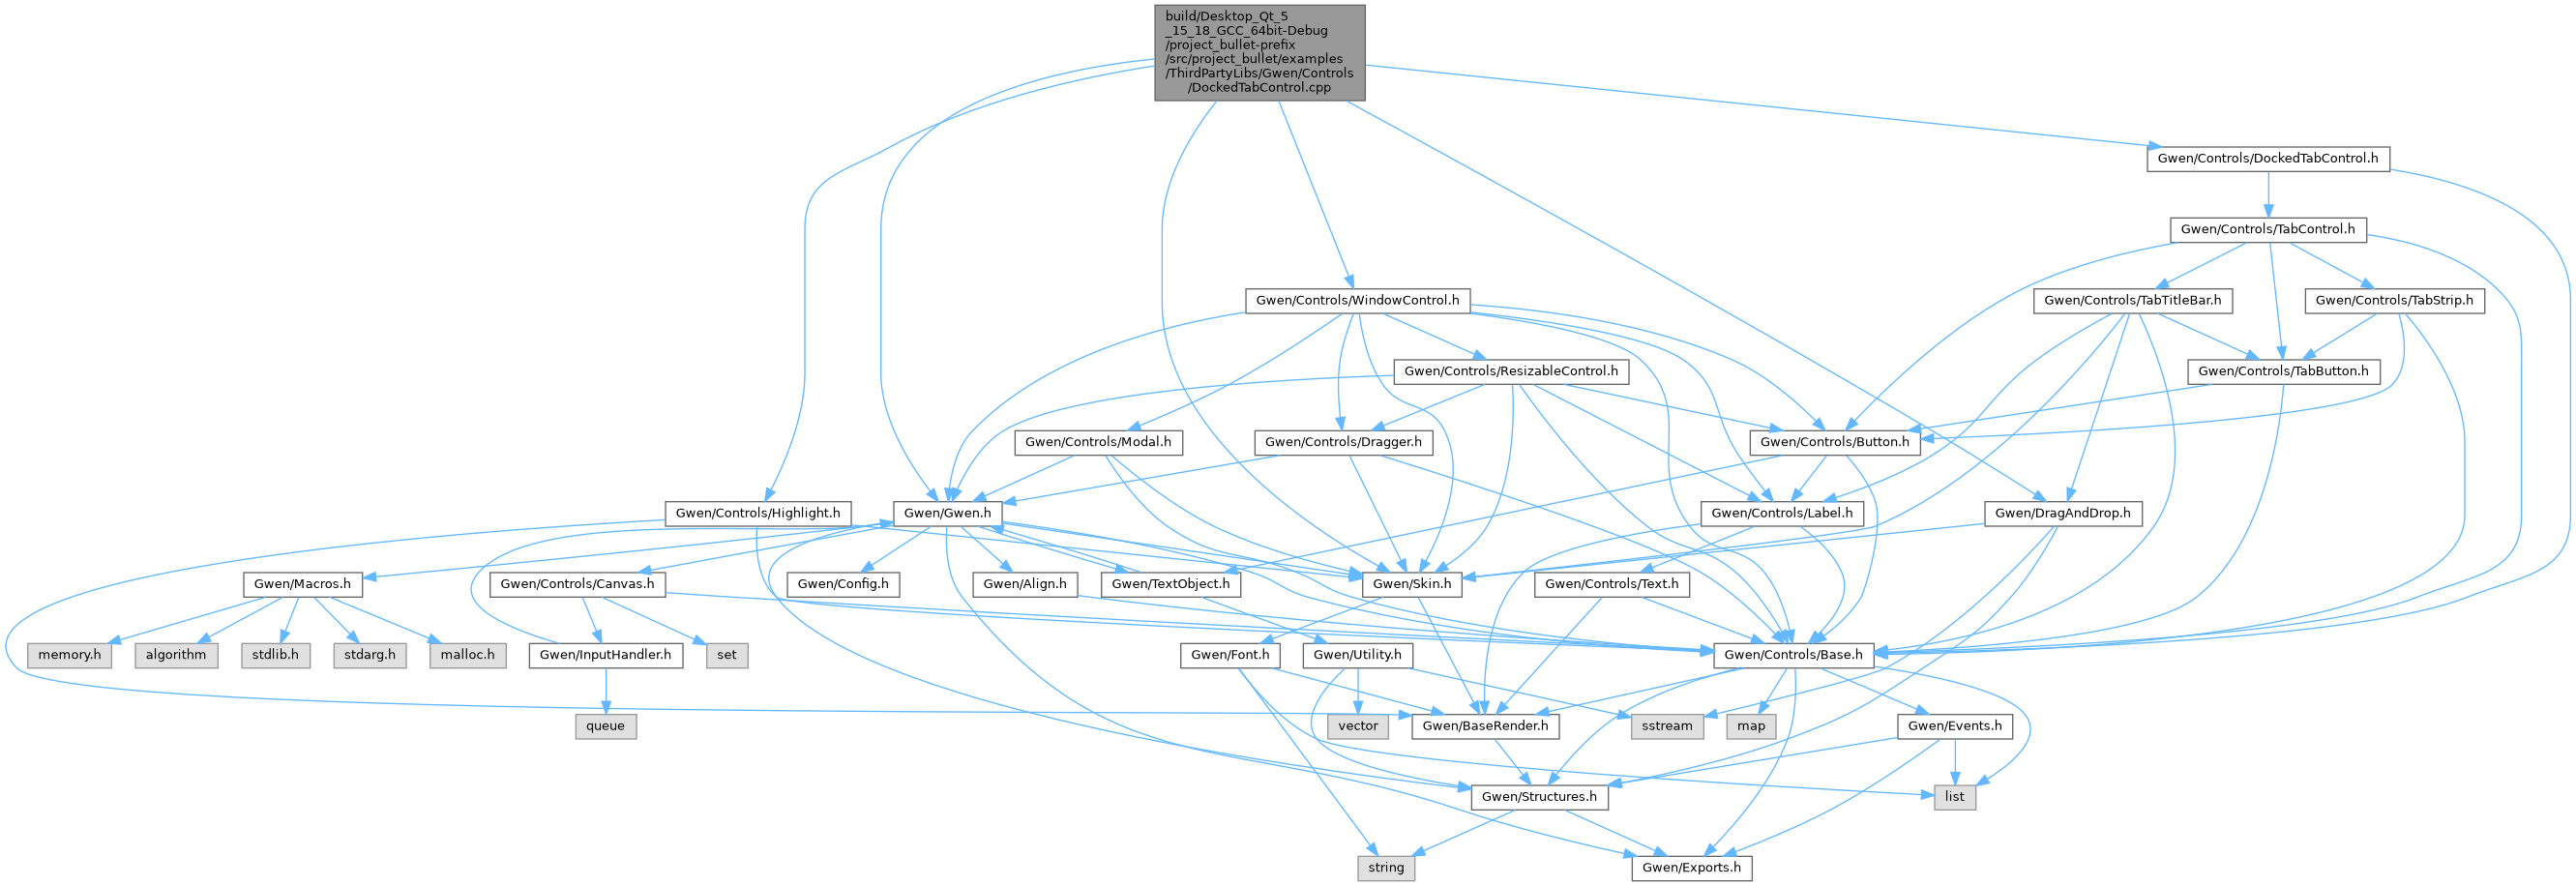 build/Desktop_Qt_5
_15_18_GCC_64bit-Debug
/project_bullet-prefix
/src/project_bullet/examples
/ThirdPartyLibs/Gwen/Controls
/DockedTabControl.cpp
Gwen/Controls/DockedTabControl.h
Gwen/Controls/TabControl.h
Gwen/Controls/WindowControl.h
Gwen/Controls/TabTitleBar.h
Gwen/Controls/TabStrip.h
Gwen/Controls/ResizableControl.h
Gwen/Controls/TabButton.h
Gwen/Controls/Modal.h
Gwen/Controls/Dragger.h
Gwen/Controls/Button.h
Gwen/Controls/Highlight.h
Gwen/Gwen.h
Gwen/Controls/Label.h
Gwen/DragAndDrop.h
Gwen/Macros.h
Gwen/Controls/Canvas.h
Gwen/Config.h
Gwen/Align.h
Gwen/TextObject.h
Gwen/Skin.h
Gwen/Controls/Text.h
memory.h
algorithm
stdlib.h
stdarg.h
malloc.h
Gwen/InputHandler.h
set
Gwen/Font.h
Gwen/Utility.h
Gwen/Controls/Base.h
queue
vector
Gwen/BaseRender.h
sstream
map
Gwen/Events.h
Gwen/Structures.h
list
string
Gwen/Exports.h